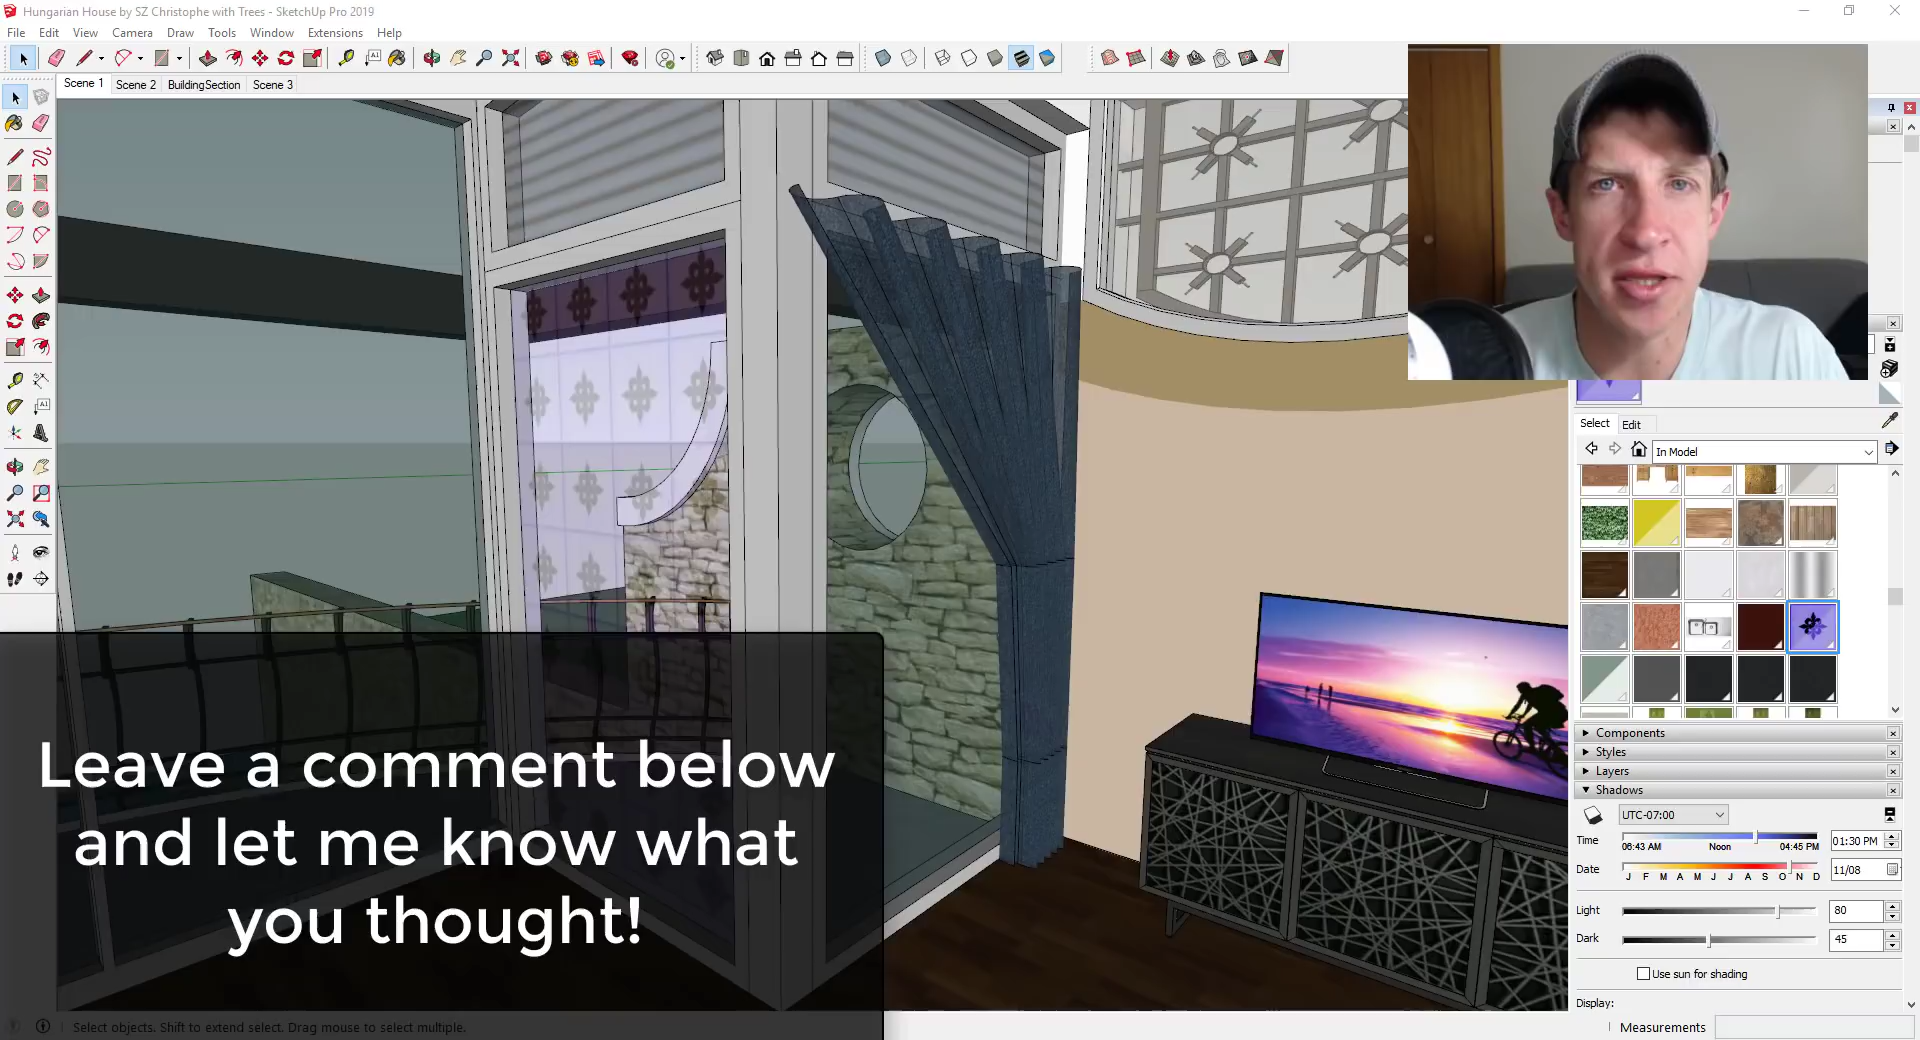 Hungarian House by SZ Christophe with Trees - SketchUp Pro 2019
File Edit View Camera Draw Tools Window Extensions Help
Scene 1 Scene 2 BuildingSection Scene 3
Select Edit
In Model
Components
Styles
Layers
Shadows
UTC-07:00
Time 06:43 AM Noon 04:45 PM 01:30 PM
Date J F M A M J J A S O N D 11/08
Light 80
Dark 45
Use sun for shading
Display:
Leave a comment below
and let me know what
you thought!
Select objects. Shift to extend select. Drag mouse to select multiple.
Measurements